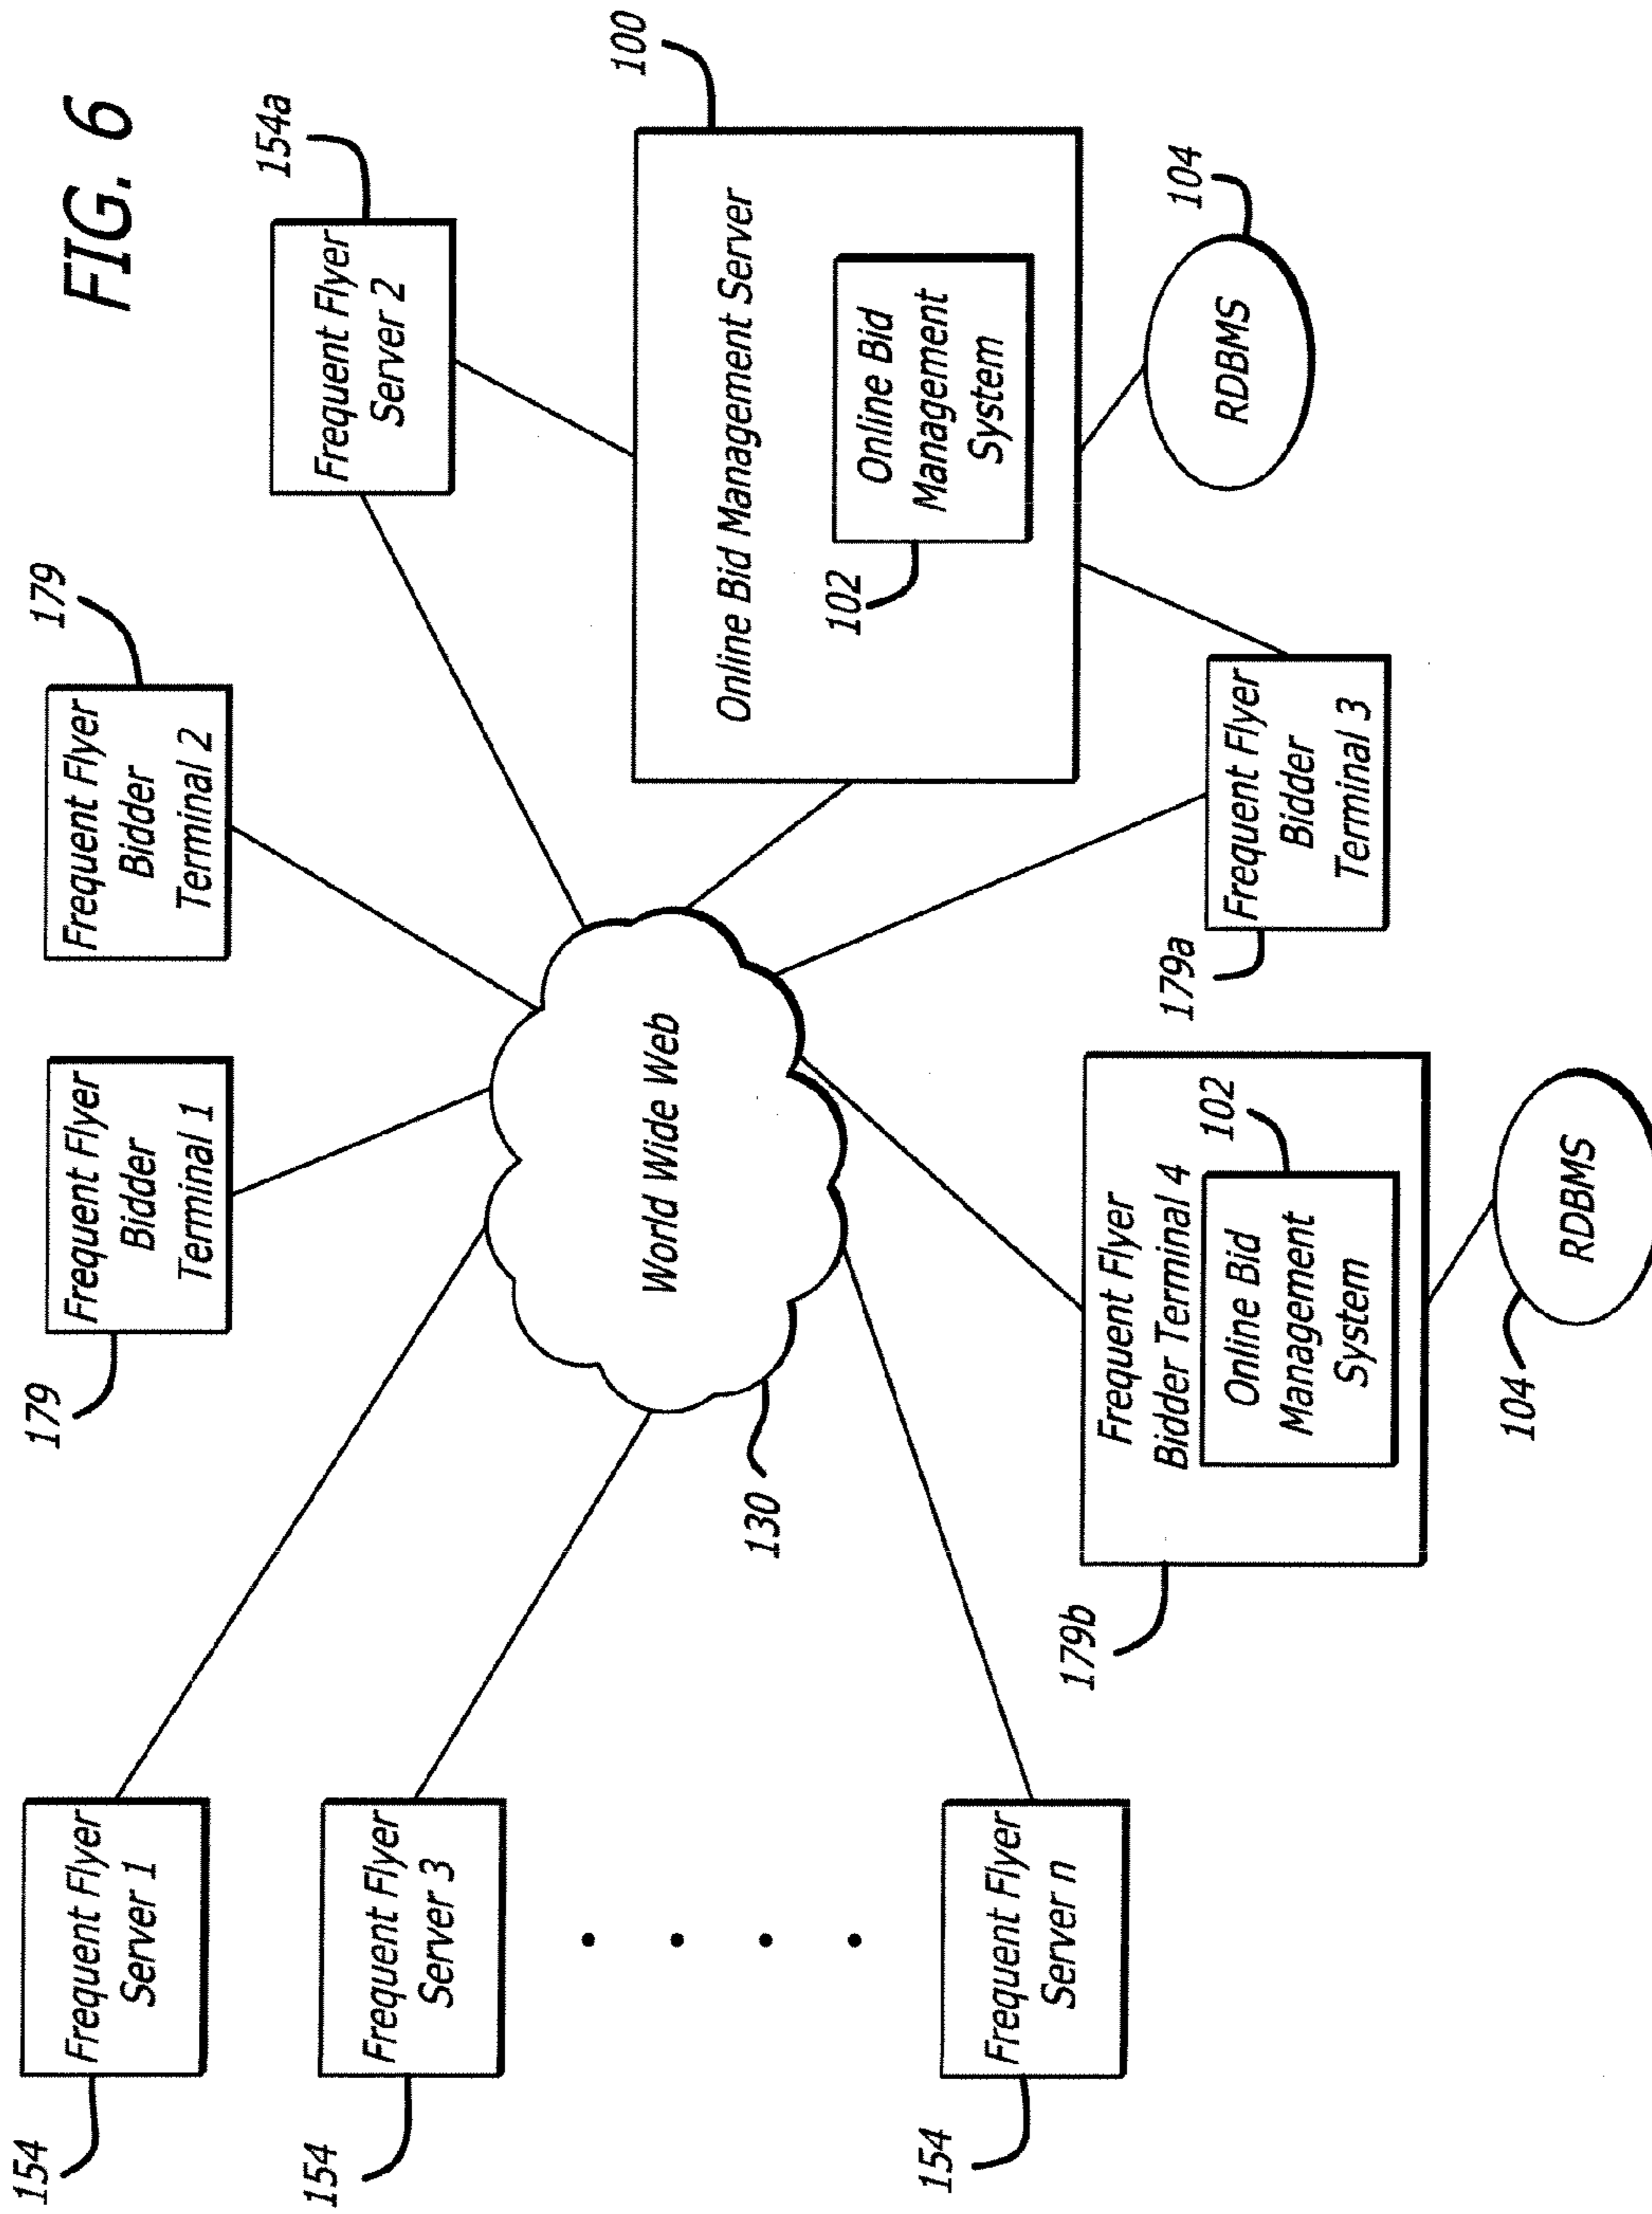 FIG. 6
154
Frequent Flyer
Server 1
179
Frequent Flyer
Bidder
Terminal 1
Frequent Flyer
Bidder
Terminal 2
179
154
Frequent Flyer
Server 3
Frequent Flyer
Server 2
154a
World Wide Web
130
100
Online Bid Management Server
102
Online Bid
Management
System
154
Frequent Flyer
Server n
179b
Frequent Flyer
Bidder Terminal 4
102
Online Bid
Management
System
179a
Frequent Flyer
Bidder
Terminal 3
104
RDBMS
104
RDBMS